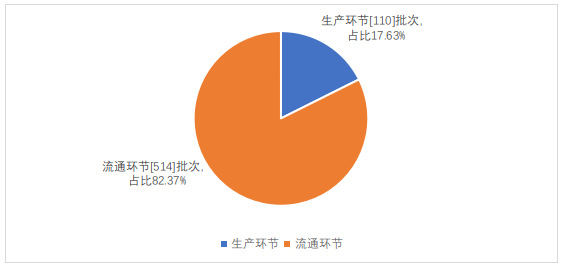 生产环节[110]批次,
占比17.63%
流通环节[514]批次,
占比82.37%
生产环节 流通环节